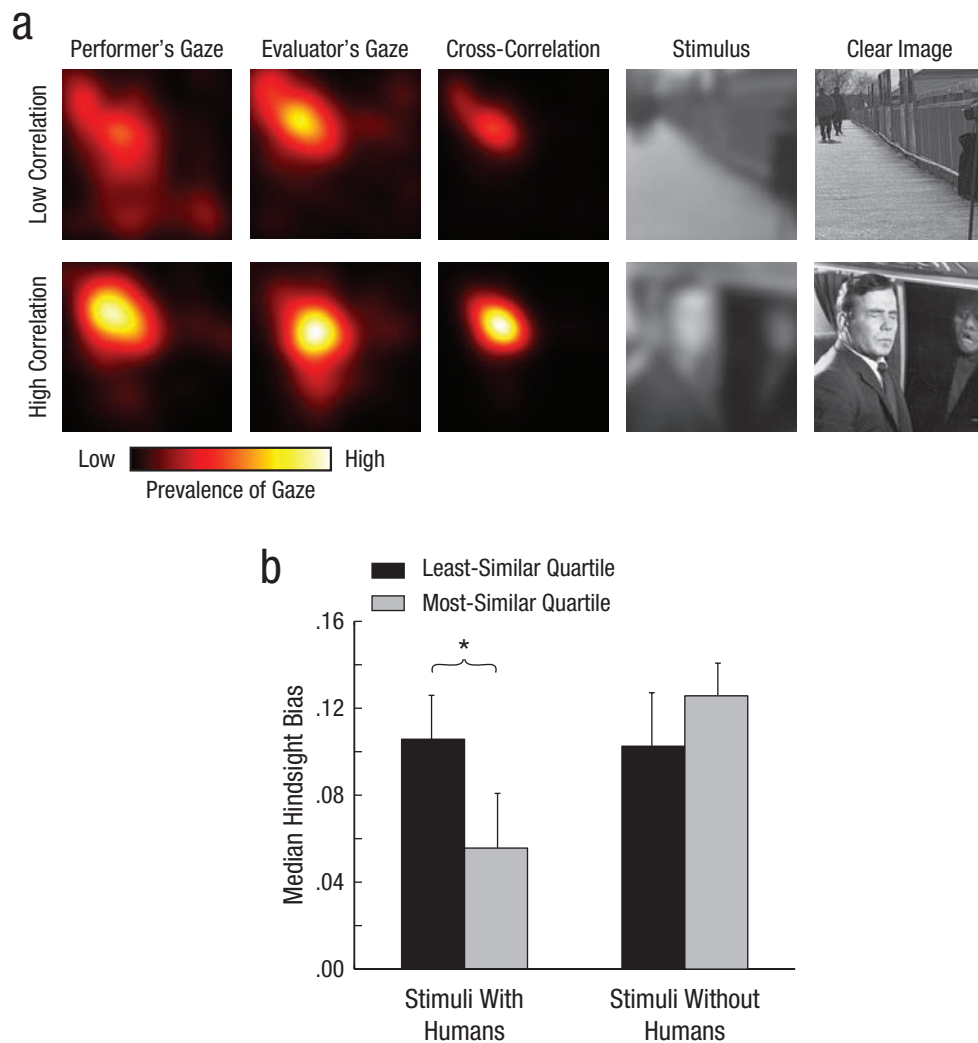 a
Performer's Gaze
Evaluator's Gaze
Cross-Correlation
Stimulus
Clear Image
Low Correlation
High Correlation
Low
High
Prevalence of Gaze
b
Least-Similar Quartile
Most-Similar Quartile
.16
*
.12
.08
.04
.00
Median Hindsight Bias
Stimuli With
Humans
Stimuli Without
Humans